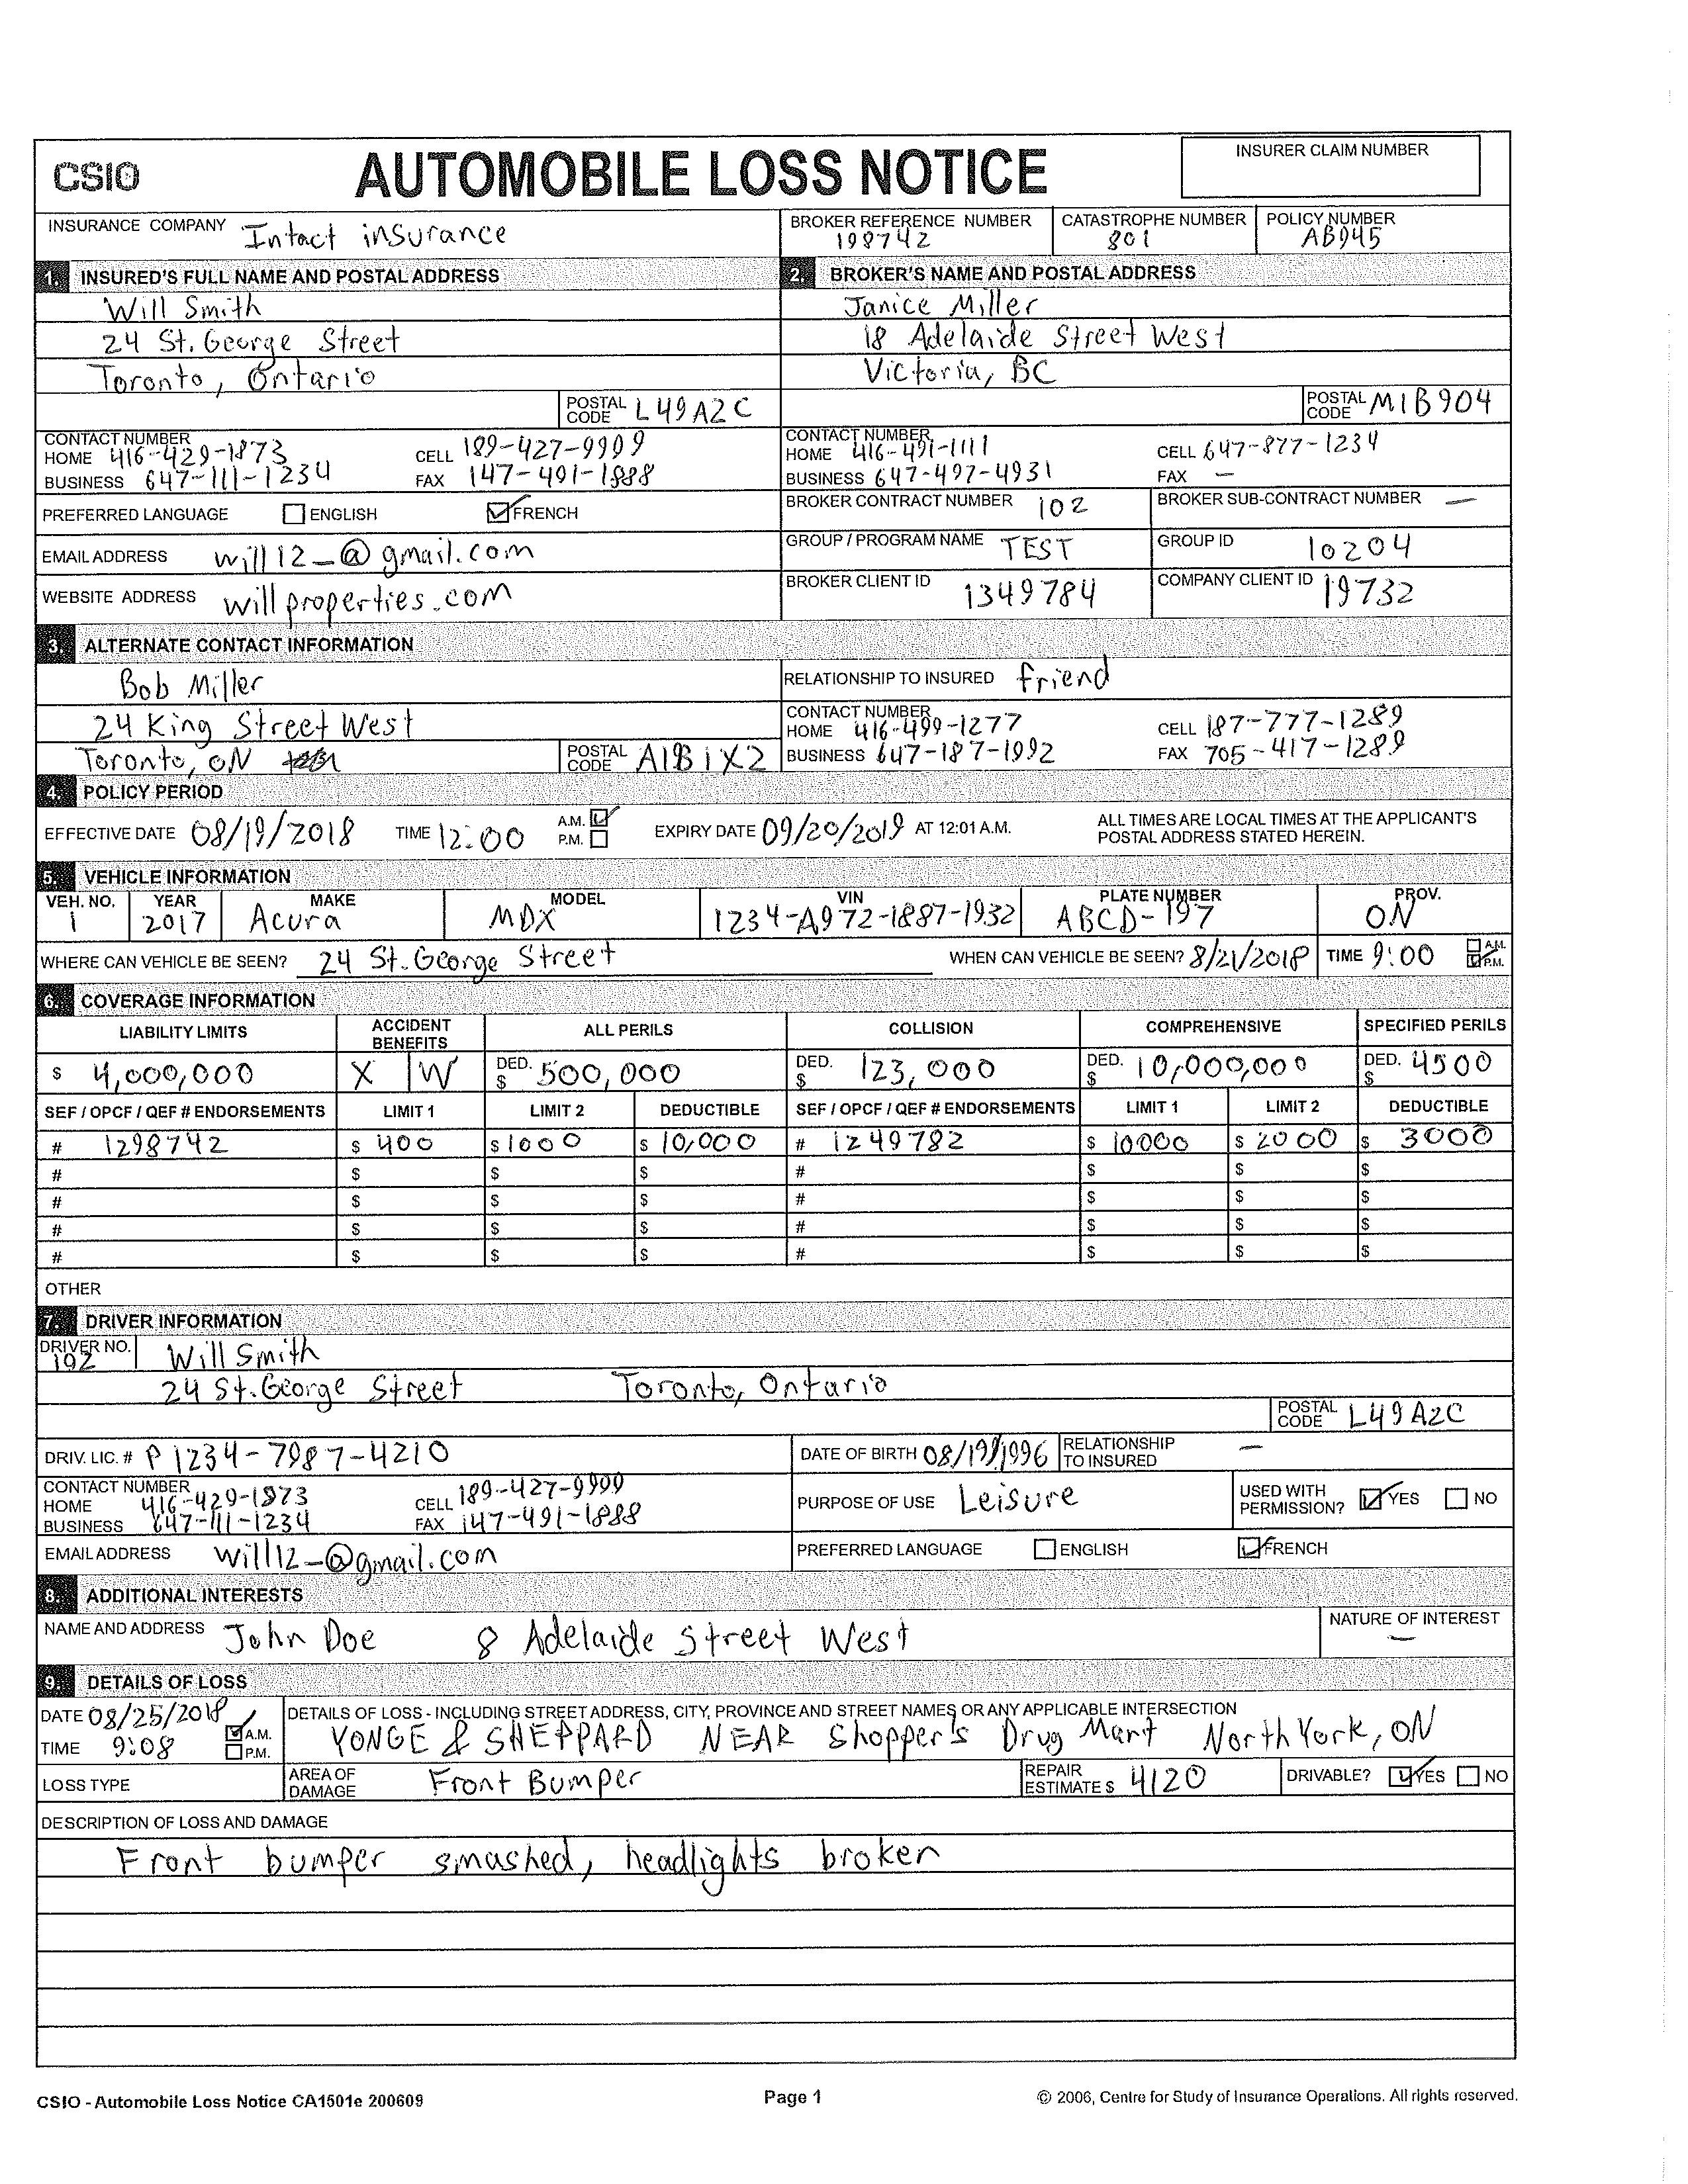 CSIO AUTOMOBILE LOSS NOTICE INSURER CLAIM NUMBER
INSURANCE COMPANY Intact insurance BROKER REFERENCE NUMBER 198742 CATASTROPHE NUMBER 801 POLICY NUMBER AB945
1. INSURED'S FULL NAME AND POSTAL ADDRESS 2. BROKER'S NAME AND POSTAL ADDRESS
Will Smith Janice Miller
24 St. George Street 18 Adelaide Street West
Toronto, Ontario Victoria, BC
POSTAL CODE L49A2C POSTAL CODE M1B904
CONTACT NUMBER CONTACT NUMBER
HOME 416-429-1873 CELL 189-427-9909 HOME 416-491-1111 CELL 647-877-1234
BUSINESS 647-111-1234 FAX 147-491-1888 BUSINESS 647-497-4931 FAX —
PREFERRED LANGUAGE ENGLISH FRENCH BROKER CONTRACT NUMBER 102 BROKER SUB-CONTRACT NUMBER —
EMAIL ADDRESS will12_@gmail.com GROUP / PROGRAM NAME TEST GROUP ID 10204
WEBSITE ADDRESS willproperties.com BROKER CLIENT ID 1349784 COMPANY CLIENT ID 19732
3. ALTERNATE CONTACT INFORMATION
Bob Miller RELATIONSHIP TO INSURED friend
24 King Street West CONTACT NUMBER HOME 416-499-1277 CELL 187-777-1289
Toronto, ON POSTAL CODE A1B1X2 BUSINESS 647-187-1992 FAX 705-417-1289
4. POLICY PERIOD
EFFECTIVE DATE 08/19/2018 TIME 12:00 A.M. P.M. EXPIRY DATE 09/20/2019 AT 12:01 A.M. ALL TIMES ARE LOCAL TIMES AT THE APPLICANT'S POSTAL ADDRESS STATED HEREIN.
5. VEHICLE INFORMATION
VEH. NO. YEAR MAKE MODEL VIN PLATE NUMBER PROV.
1 2017 Acura MDX 1234-A972-1887-1932 ABCD-197 ON
WHERE CAN VEHICLE BE SEEN? 24 St. George Street WHEN CAN VEHICLE BE SEEN? 8/21/2018 TIME 9:00 A.M. P.M.
6. COVERAGE INFORMATION
LIABILITY LIMITS ACCIDENT BENEFITS ALL PERILS COLLISION COMPREHENSIVE SPECIFIED PERILS
$ 4,000,000 X W DED. $ 500,000 DED. $ 123,000 DED. $ 10,000,000 DED. $ 4500
SEF / OPCF / QEF # ENDORSEMENTS LIMIT 1 LIMIT 2 DEDUCTIBLE SEF / OPCF / QEF # ENDORSEMENTS LIMIT 1 LIMIT 2 DEDUCTIBLE
# 1298742 $ 400 $ 1000 $ 10,000 # 1249782 $ 10000 $ 2000 $ 3000
# $ $ $ # $ $ $
# $ $ $ # $ $ $
# $ $ $ # $ $ $
# $ $ $ # $ $ $
OTHER
7. DRIVER INFORMATION
DRIVER NO. 192 Will Smith
24 St. George Street Toronto, Ontario
POSTAL CODE L49A2C
DRIV. LIC. # P1234-7987-4210 DATE OF BIRTH 08/19/1996 RELATIONSHIP TO INSURED —
CONTACT NUMBER
HOME 416-429-1873 CELL 189-427-9909 PURPOSE OF USE Leisure USED WITH PERMISSION? YES NO
BUSINESS 647-111-1234 FAX 147-491-1888
EMAIL ADDRESS will12_@gmail.com PREFERRED LANGUAGE ENGLISH FRENCH
8. ADDITIONAL INTERESTS
NAME AND ADDRESS John Doe 8 Adelaide Street West NATURE OF INTEREST —
9. DETAILS OF LOSS
DATE 08/25/2018 DETAILS OF LOSS - INCLUDING STREET ADDRESS, CITY, PROVINCE AND STREET NAMES OR ANY APPLICABLE INTERSECTION
TIME 9:08 A.M. P.M. YONGE & SHEPPARD NEAR Shopper's Drug Mart North York, ON
LOSS TYPE AREA OF DAMAGE Front Bumper REPAIR ESTIMATE $ 4120 DRIVABLE? YES NO
DESCRIPTION OF LOSS AND DAMAGE
Front bumper smashed, headlights broken
CSIO - Automobile Loss Notice CA1501e 200609 Page 1 © 2006, Centre for Study of Insurance Operations. All rights reserved.